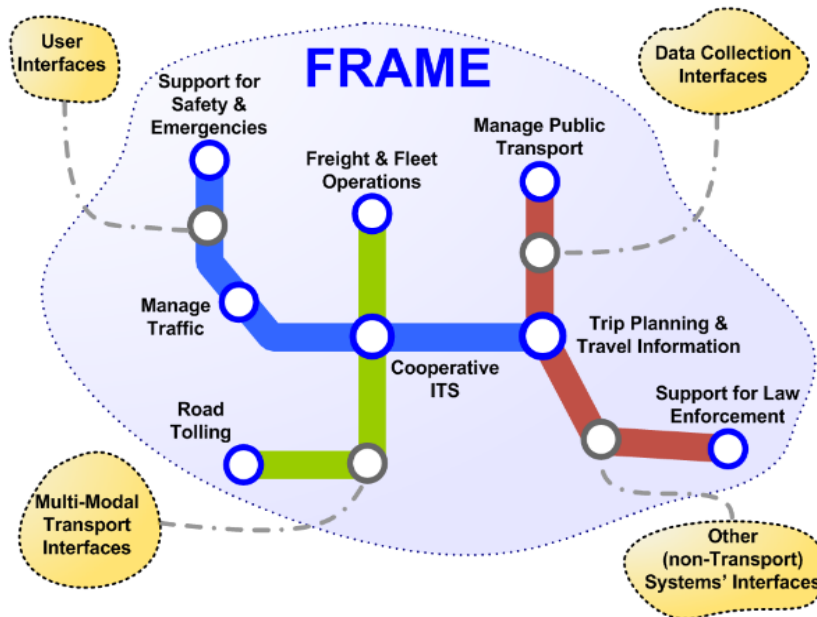 User
Interfaces
FRAME
Data Collection
Interfaces
Support for
Safety &
Emergencies
Freight & Fleet
Operations
Manage Public
Transport
Manage
Traffic
Cooperative
ITS
Trip Planning &
Travel Information
Road
Tolling
Support for Law
Enforcement
Multi-Modal
Transport
Interfaces
Other
(non-Transport)
Systems' Interfaces